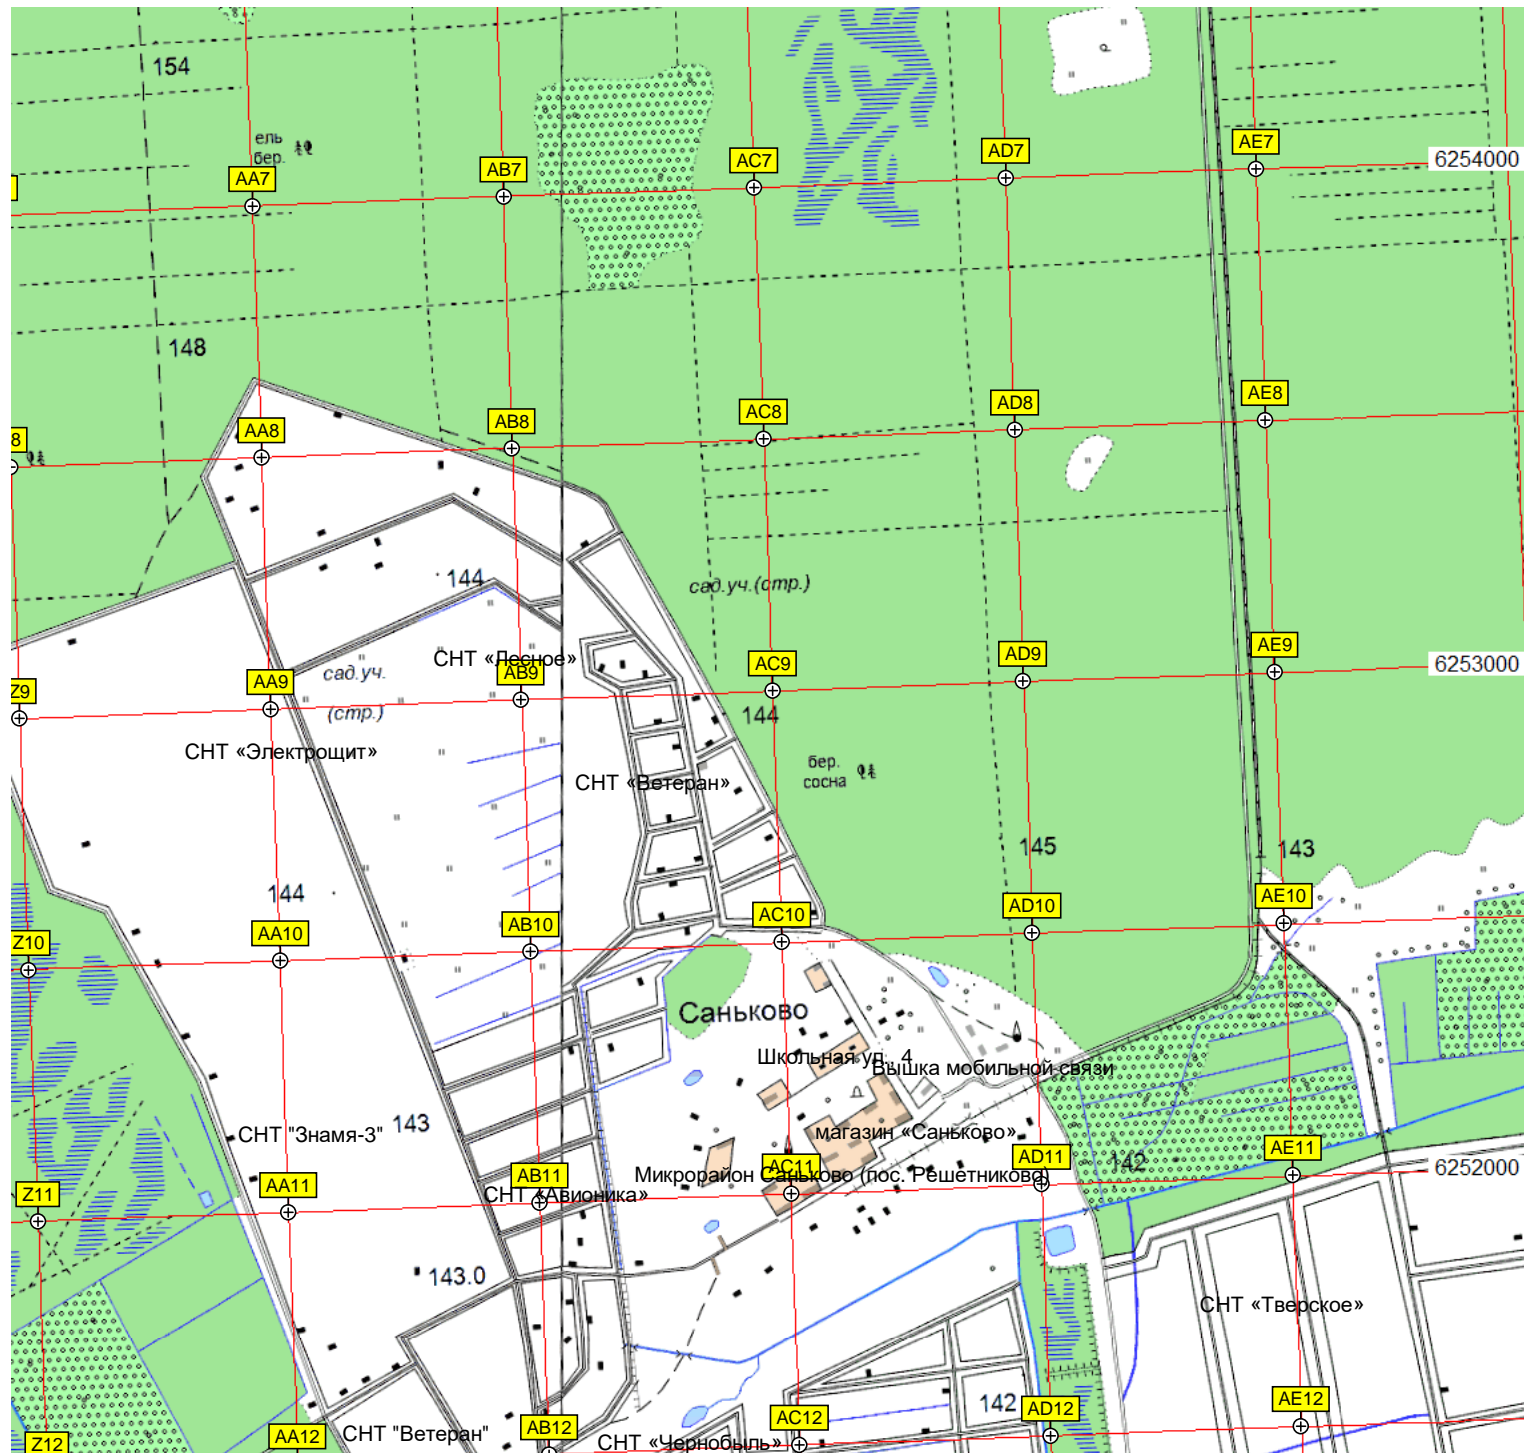 154
ель
бер.
AA7
AB7
AC7
AD7
AE7
6254000
р
148
8
AA8
AB8
AC8
AD8
AE8
144
сад.уч.(стр.)
СНТ «Лесное»
сад.уч.
(стр.)
Z9
AA9
AB9
AC9
AD9
AE9
6253000
144
СНТ «Электрощит»
СНТ «Ветеран»
бер.
сосна
145
143
144
Z10
AA10
AB10
AC10
AD10
AE10
Саньково
Школьная ул., 4
Вышка мобильной связи
143
СНТ "Знамя-3"
магазин «Саньково»
142
Микрорайон Саньково (пос. Решетниково)
СНТ «Авионика»
Z11
AA11
AB11
AC11
AD11
AE11
6252000
143.0
СНТ «Тверское»
142
СНТ "Ветеран"
СНТ «Чернобыль»
Z12
AA12
AB12
AC12
AD12
AE12